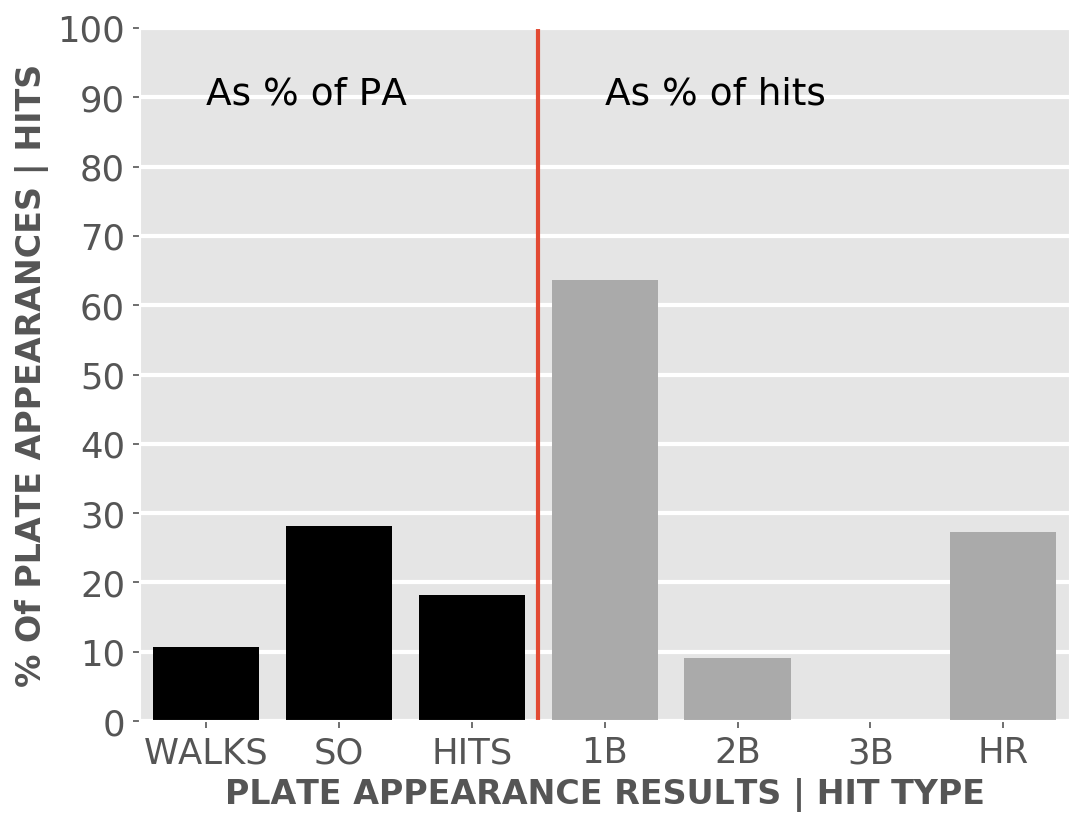 % Of PLATE APPEARANCES | HITS
100
90
80
70
60
50
40
30
20
10
0
As % of PA
As % of hits
WALKS SO HITS 1B 2B 3B HR
PLATE APPEARANCE RESULTS | HIT TYPE